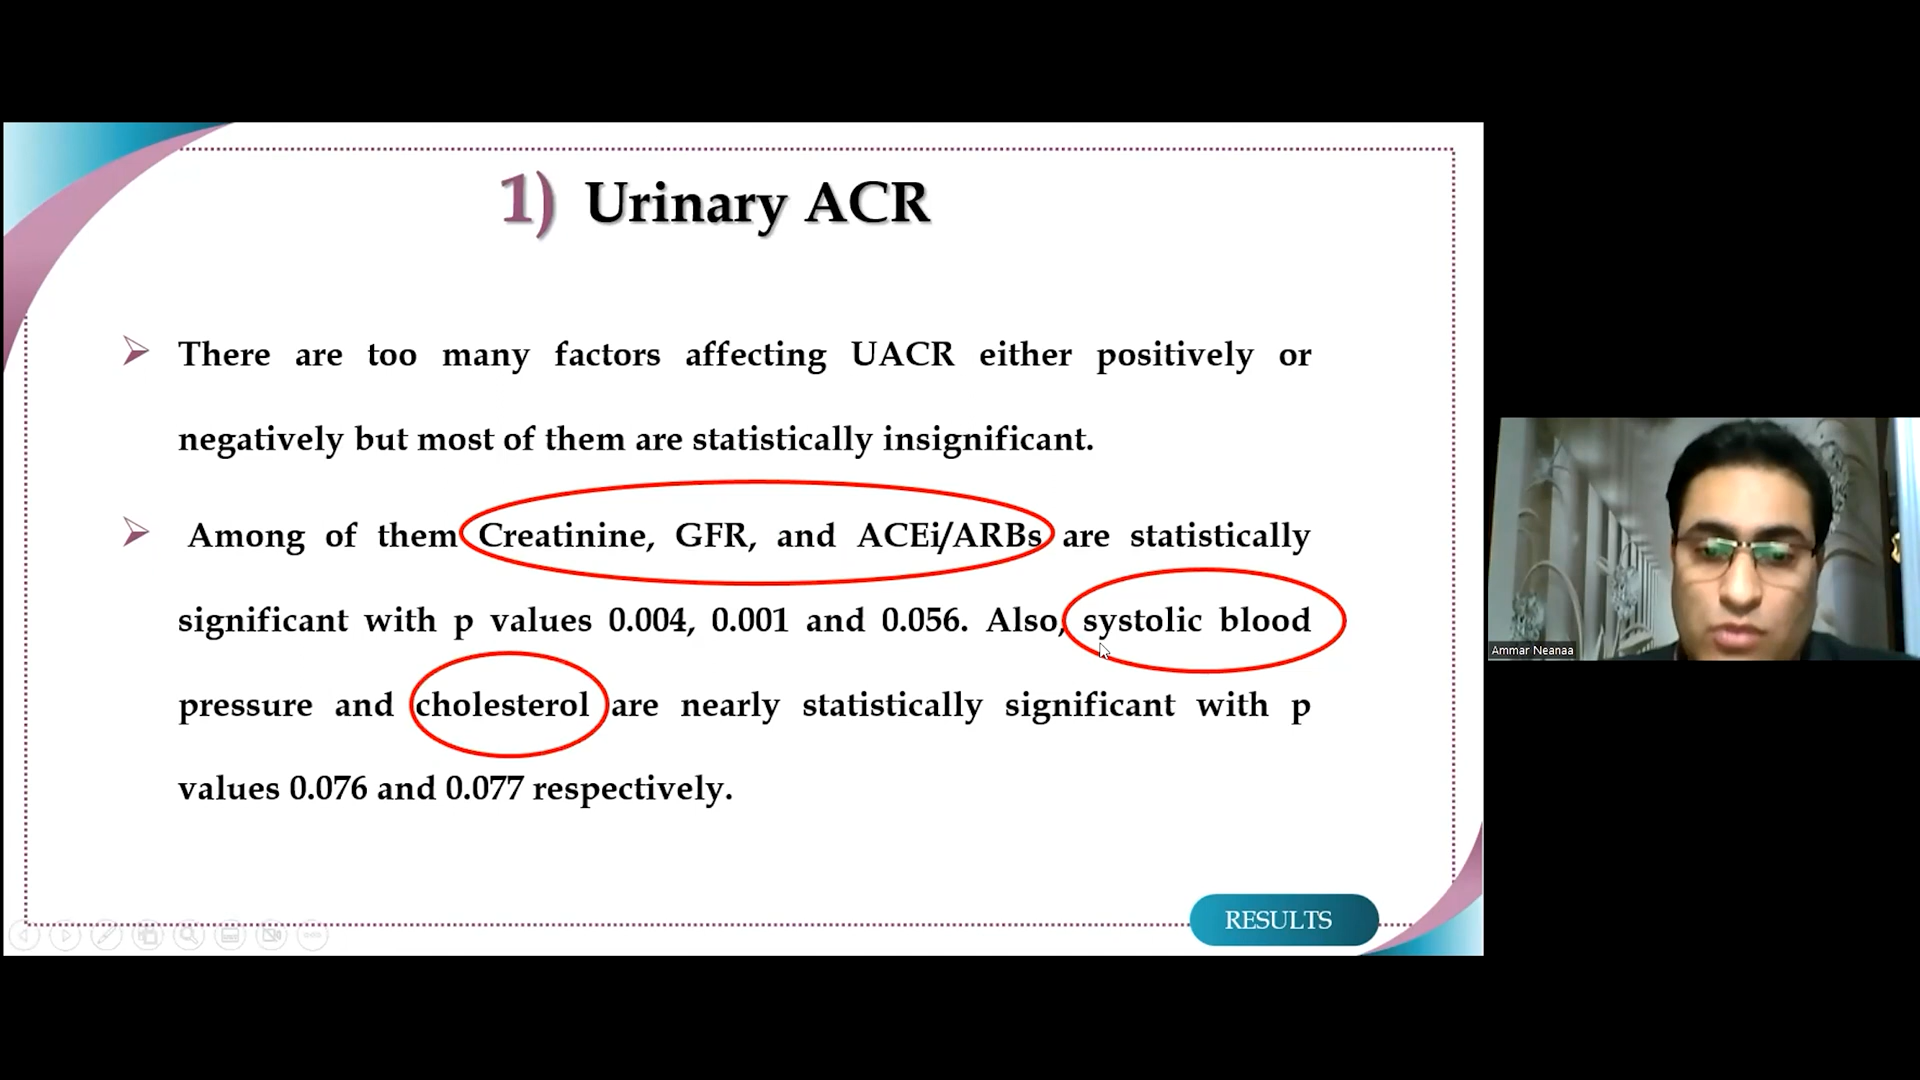 1) Urinary ACR
There are too many factors affecting UACR either positively or
negatively but most of them are statistically insignificant.
Among of them Creatinine, GFR, and ACEi/ARBs are statistically
significant with p values 0.004, 0.001 and 0.056. Also, systolic blood
pressure and cholesterol are nearly statistically significant with p
values 0.076 and 0.077 respectively.
RESULTS
Ammar Neanaa